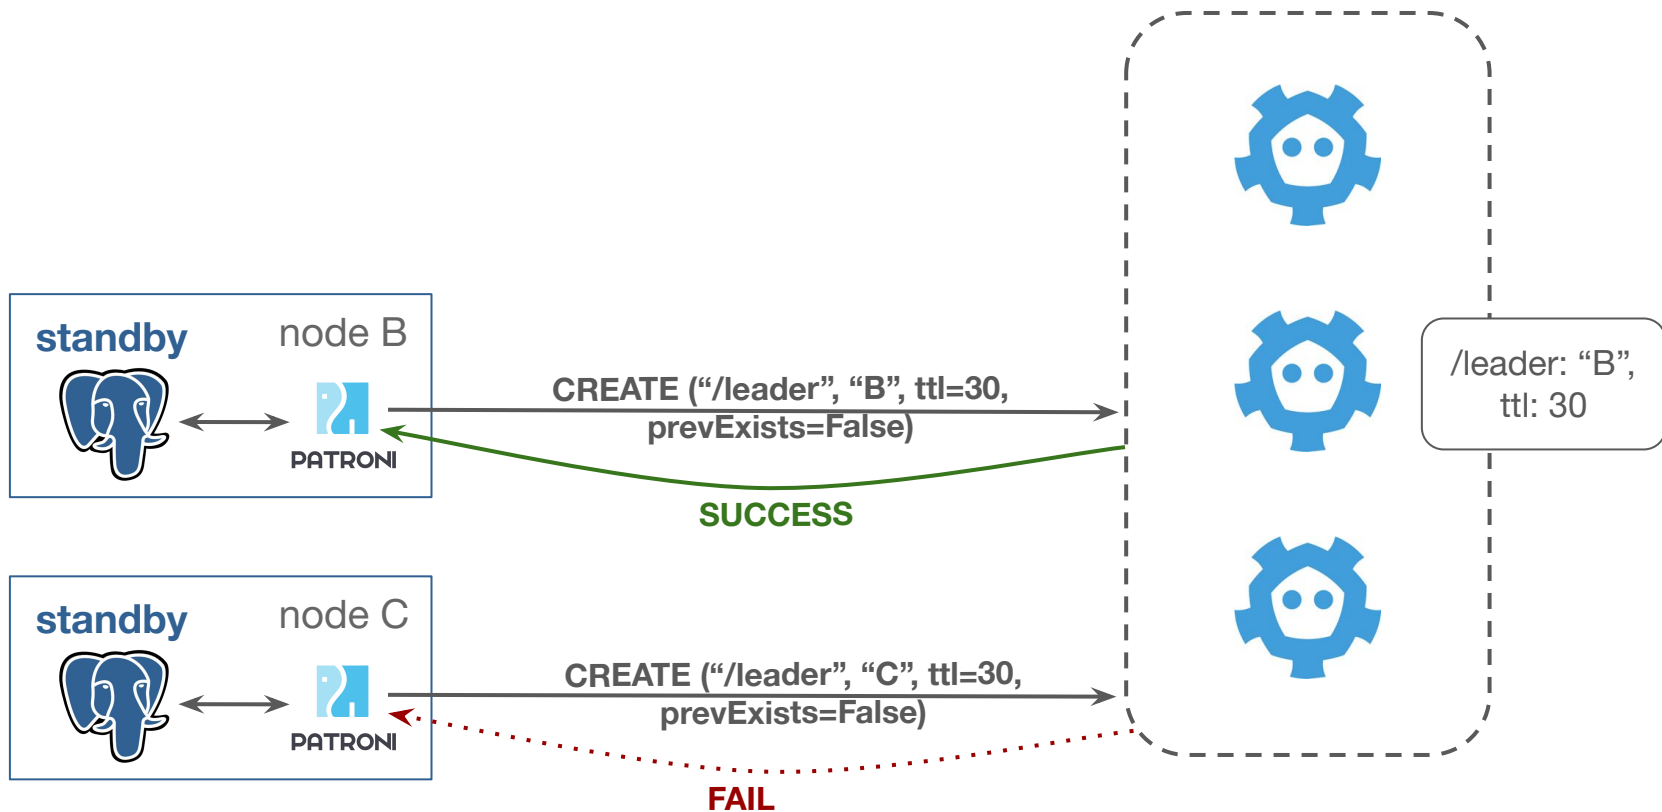 standby
node B
PATRONI
CREATE (“/leader”, “B”, ttl=30,
prevExists=False)
SUCCESS
/leader: “B”,
ttl: 30
standby
node C
PATRONI
CREATE (“/leader”, “C”, ttl=30,
prevExists=False)
FAIL